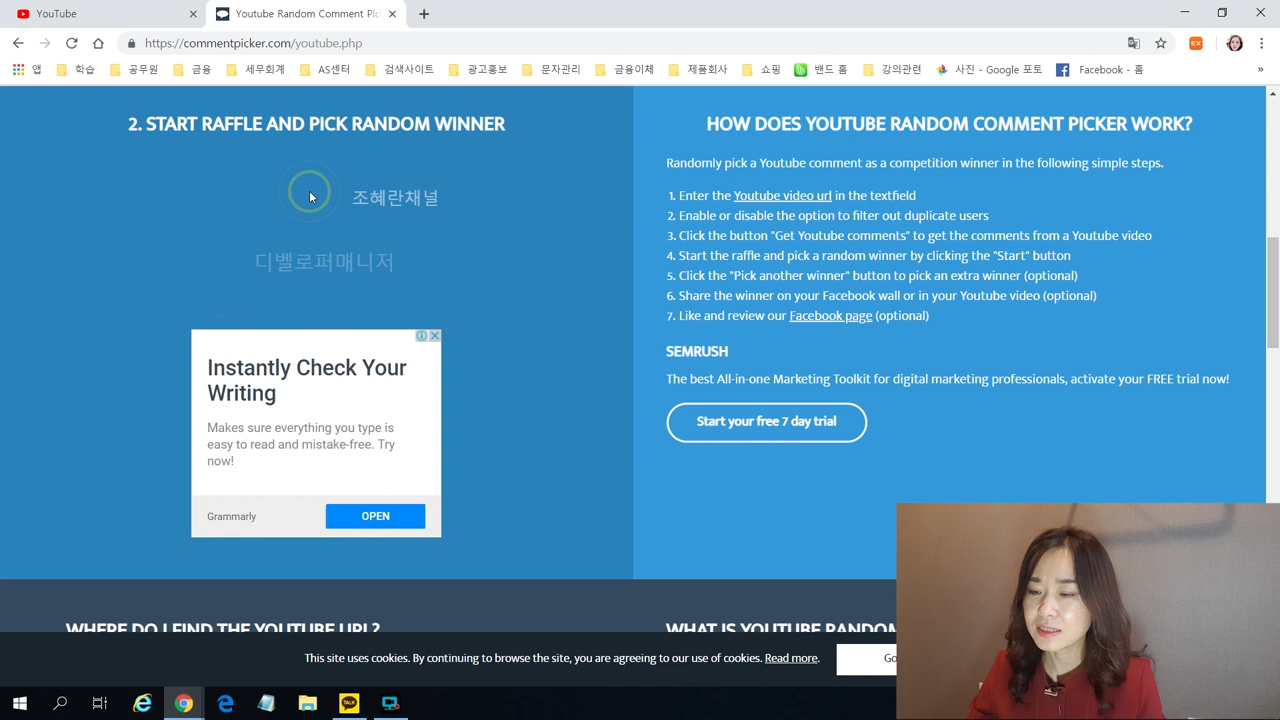 YouTube
Youtube Random Comment Pic
https://commentpicker.com/youtube.php
앱 학습 공무원 금융 세무회계 AS센터 검색사이트 광고홍보 문자관리 금융이체 제품회사 쇼핑 밴드 홈 강의관련 사진 - Google 포토 Facebook - 홈 »
EX
2. START RAFFLE AND PICK RANDOM WINNER
조혜란채널
디벨로퍼매니저
Instantly Check Your
Writing
Makes sure everything you type is
easy to read and mistake-free. Try
now!
Grammarly
OPEN
HOW DOES YOUTUBE RANDOM COMMENT PICKER WORK?
Randomly pick a Youtube comment as a competition winner in the following simple steps.
1. Enter the Youtube video url in the textfield
2. Enable or disable the option to filter out duplicate users
3. Click the button "Get Youtube comments" to get the comments from a Youtube video
4. Start the raffle and pick a random winner by clicking the "Start" button
5. Click the "Pick another winner" button to pick an extra winner (optional)
6. Share the winner on your Facebook wall or in your Youtube video (optional)
7. Like and review our Facebook page (optional)
SEMRUSH
The best All-in-one Marketing Toolkit for digital marketing professionals, activate your FREE trial now!
Start your free 7 day trial
WHERE DO I FIND THE YOUTUBE URL?
WHAT IS YOUTUBE RANDOM
This site uses cookies. By continuing to browse the site, you are agreeing to our use of cookies. Read more.
Go
TALK